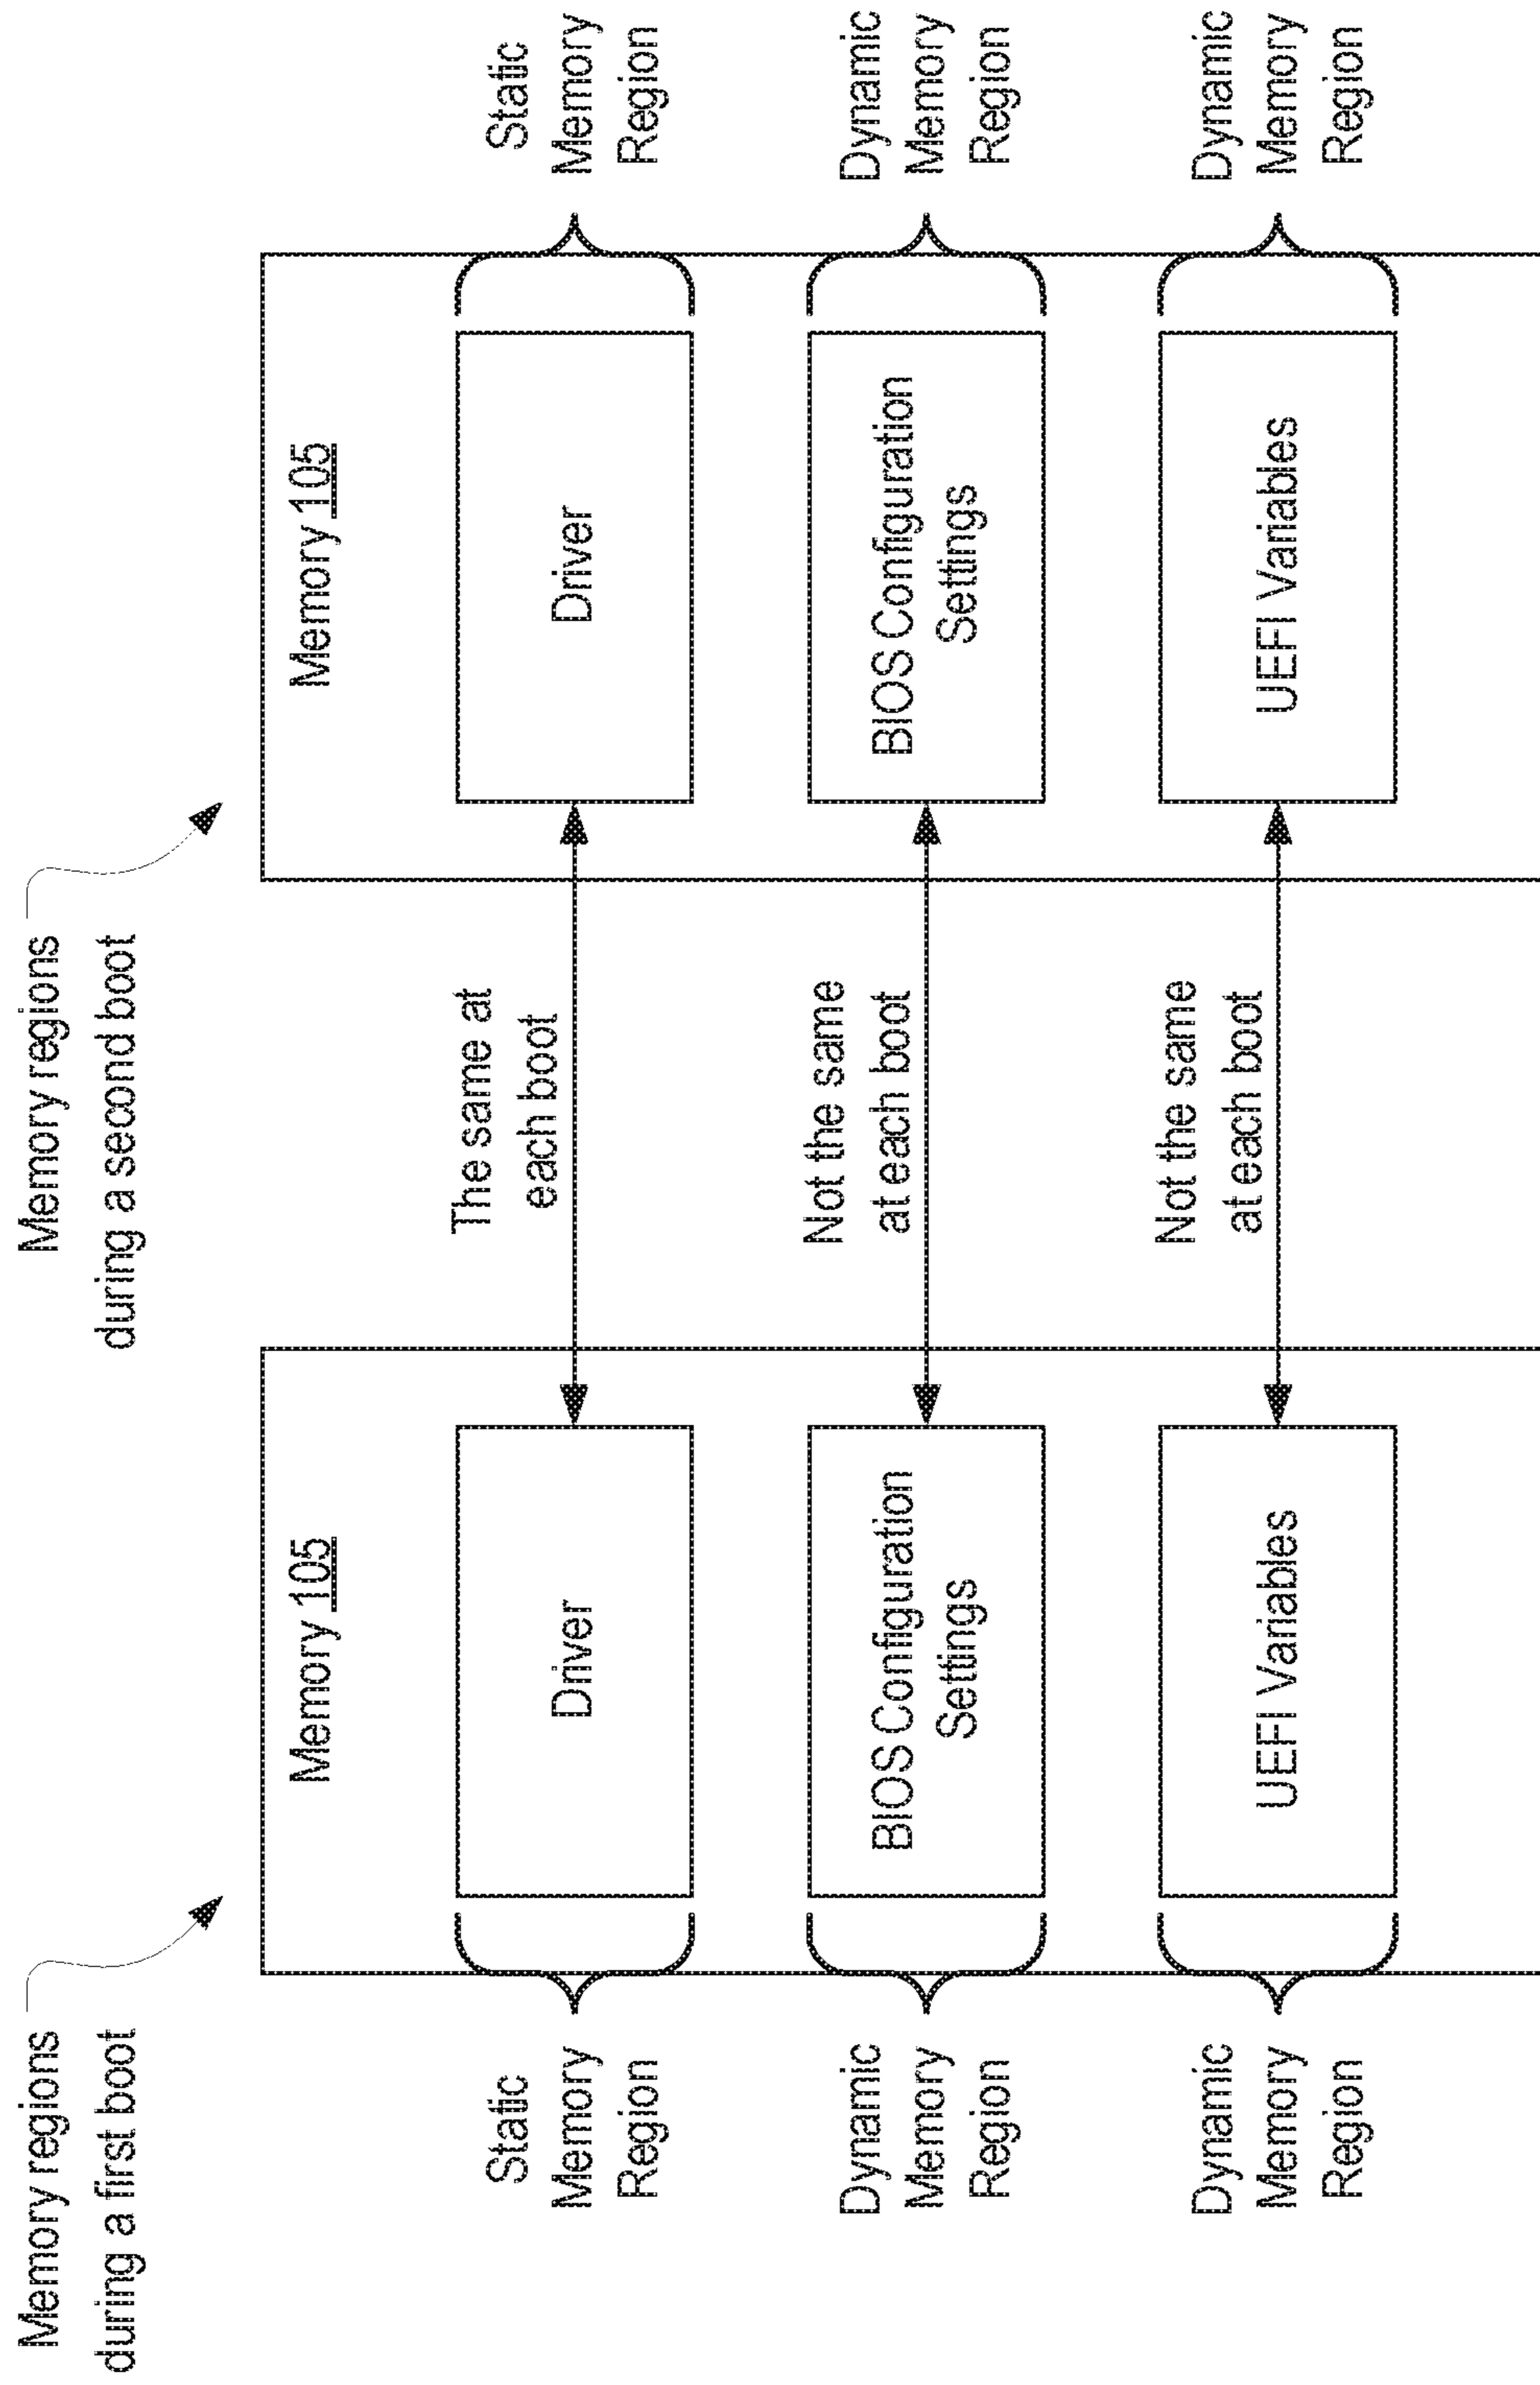 Memory regions
during a first boot
Memory regions
during a second boot
Memory 105
Memory 105
Static
Memory
Region
Driver
The same at
each boot
Driver
Static
Memory
Region
Dynamic
Memory
Region
BIOS Configuration
Settings
Not the same
at each boot
BIOS Configuration
Settings
Dynamic
Memory
Region
Dynamic
Memory
Region
UEFI Variables
Not the same
at each boot
UEFI Variables
Dynamic
Memory
Region